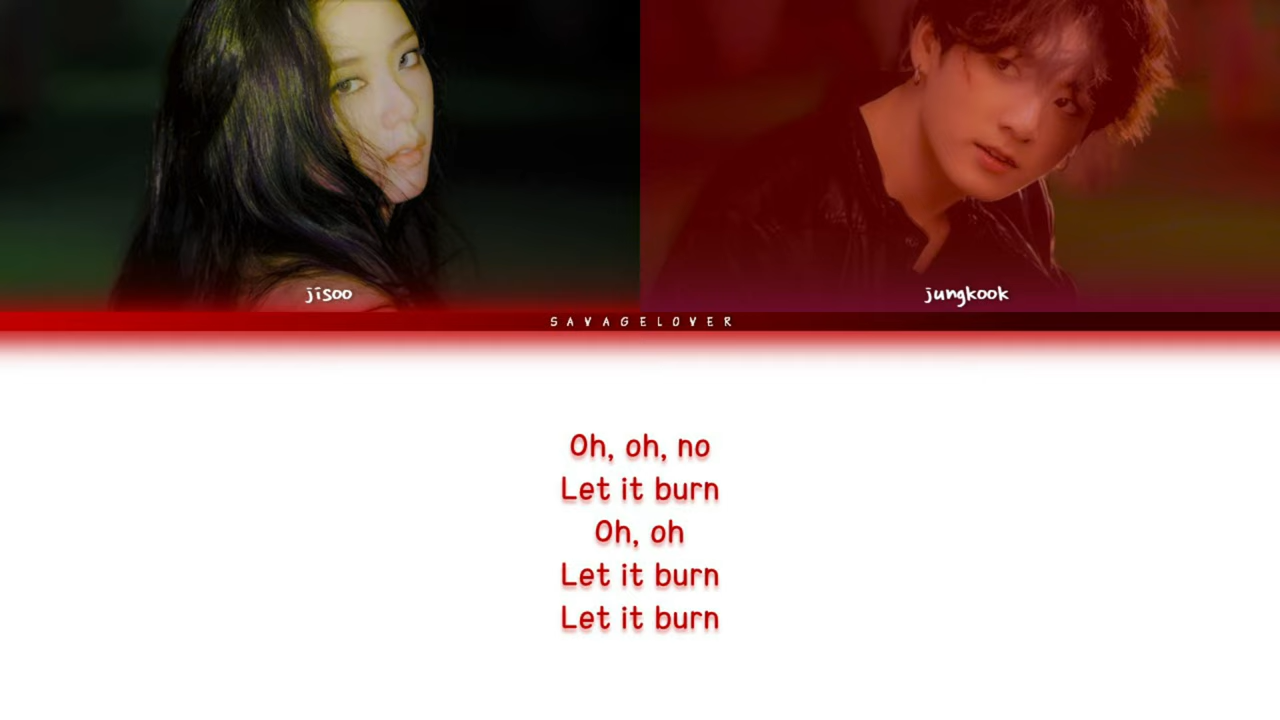 jisoo
jungkook
SAVAGELOVER
Oh, oh, no
Let it burn
Oh, oh
Let it burn
Let it burn